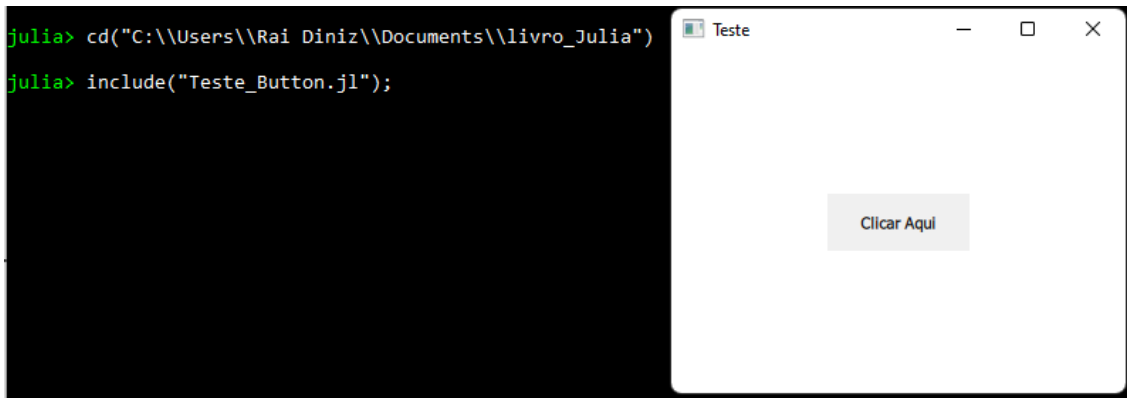 julia> cd("C:\\Users\\Rai Diniz\\Documents\\livro_Julia")
julia> include("Teste_Button.jl");
Teste
Clicar Aqui